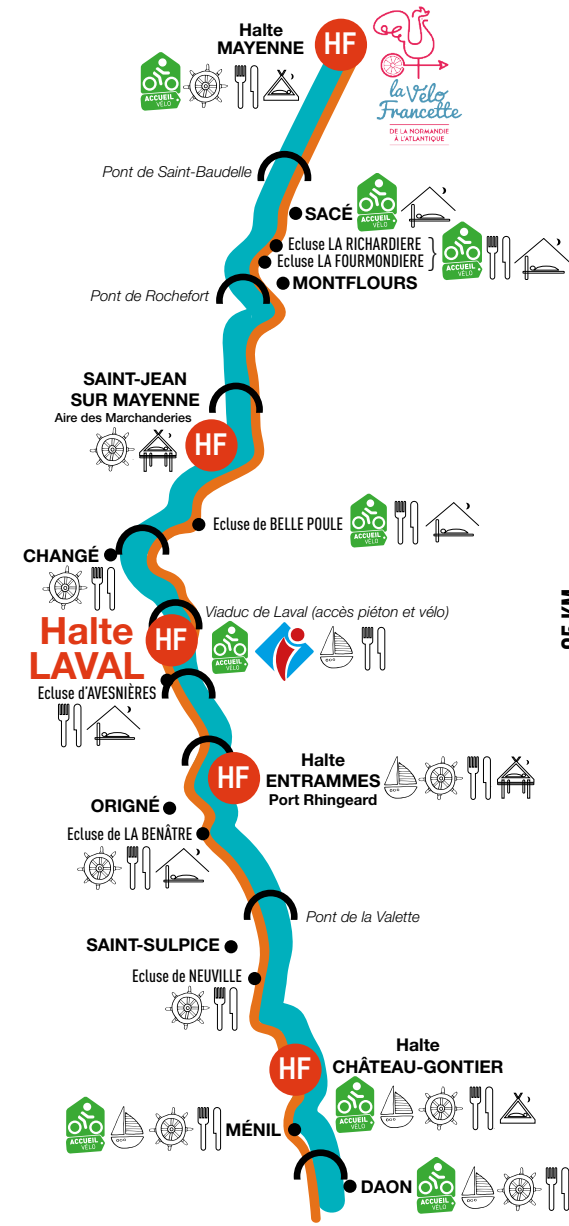 Halte
MAYENNE
HF
ACCUEIL
VÉLO
la Vélo
Francette
DE LA NORMANDIE
À L'ATLANTIQUE
Pont de Saint-Baudelle
SACÉ
ACCUEIL
VÉLO
Ecluse LA RICHARDIERE
Ecluse LA FOURMONDIERE
ACCUEIL
VÉLO
MONTFLOURS
Pont de Rochefort
SAINT-JEAN
SUR MAYENNE
Aire des Marchanderies
HF
Ecluse de BELLE POULE
ACCUEIL
VÉLO
CHANGÉ
95 KM
Viaduc de Laval (accès piéton et vélo)
Halte
LAVAL
HF
ACCUEIL
VÉLO
Ecluse d'AVESNIÈRES
Halte
ENTRAMMES
Port Rhingeard
HF
ORIGNÉ
Ecluse de LA BENÂTRE
Pont de la Valette
SAINT-SULPICE
Ecluse de NEUVILLE
Halte
CHÂTEAU-GONTIER
HF
ACCUEIL
VÉLO
ACCUEIL
VÉLO
MÉNIL
DAON
ACCUEIL
VÉLO